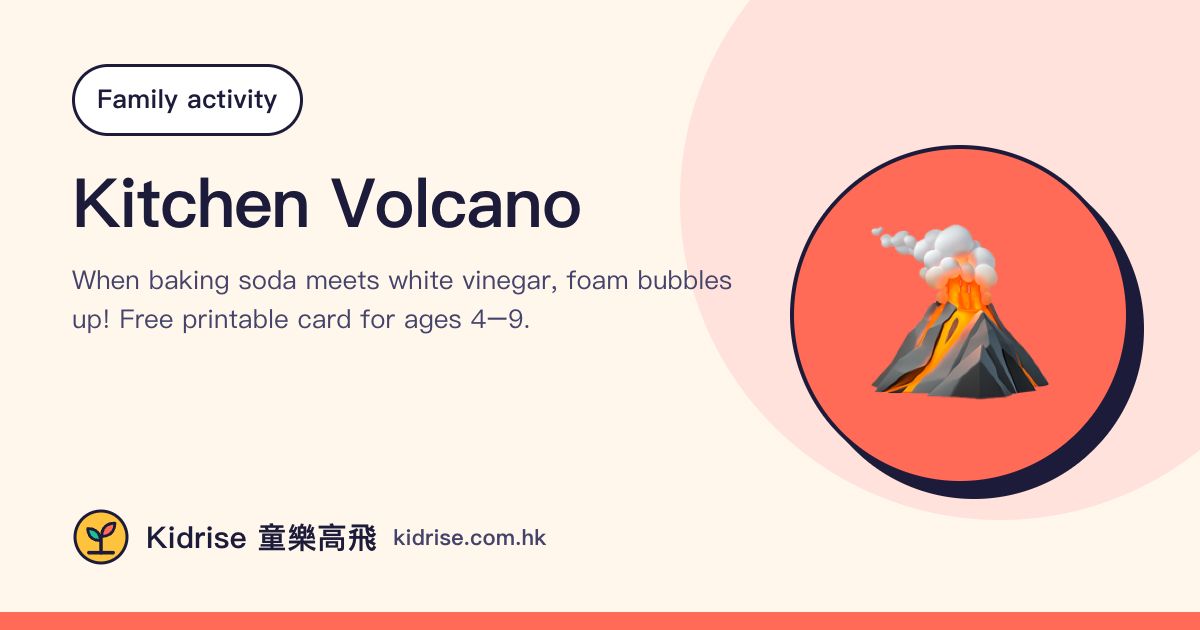 Family activity
Kitchen Volcano
When baking soda meets white vinegar, foam bubbles
up! Free printable card for ages 4–9.
Kidrise 童樂高飛 kidrise.com.hk